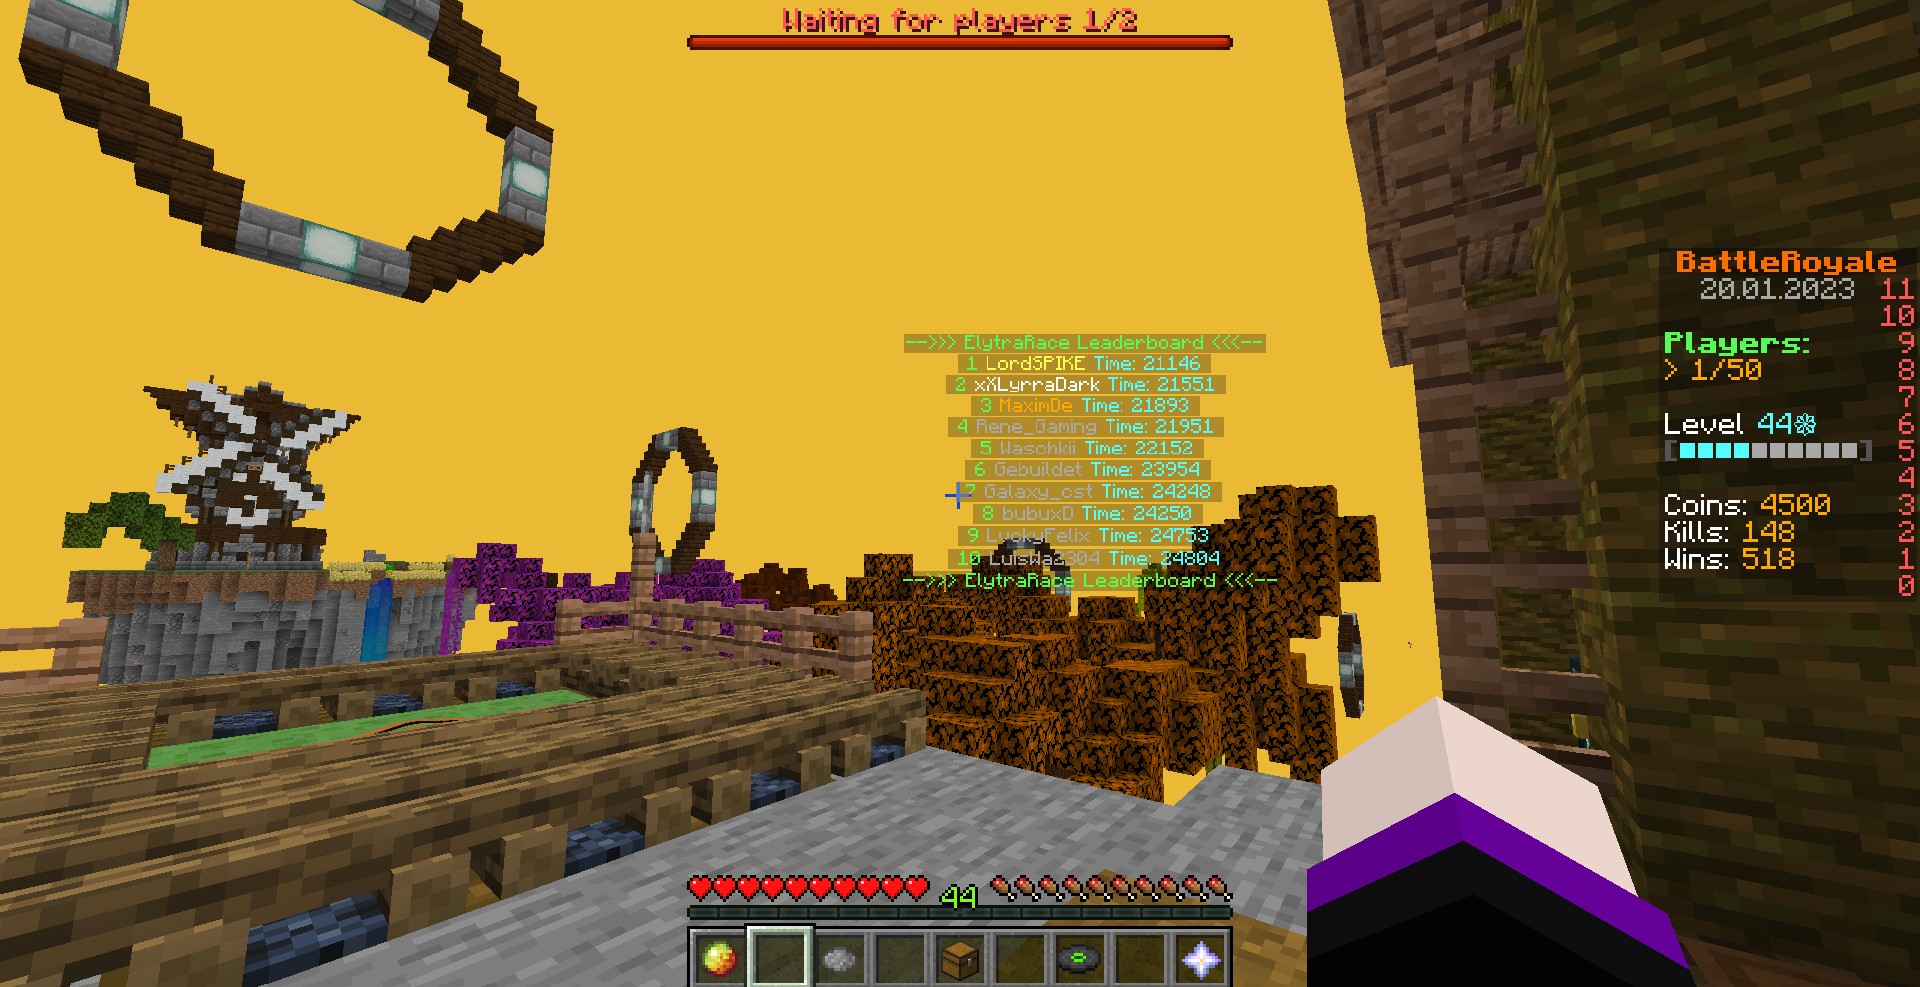 Waiting for players 1/2
-->>> ElytraRace Leaderboard <<<--
1 LordSPIKE Time: 21146
2 xXLyrraDark Time: 21551
3 MaximDe Time: 21893
4 Rene_Gaming Time: 21951
5 Waschkii Time: 22152
6 Gebuildet Time: 23954
7 Galaxy_cst Time: 24248
8 bubuxD Time: 24250
9 LuckyFelix Time: 24753
10 LuisWa2304 Time: 24804
-->>> ElytraRace Leaderboard <<<--
BattleRoyale
20.01.2023 11
10
Players: 9
> 1/50 8
7
Level 44❄ 6
[ ] 5
4
Coins: 4500 3
Kills: 148 2
Wins: 518 1
0
44